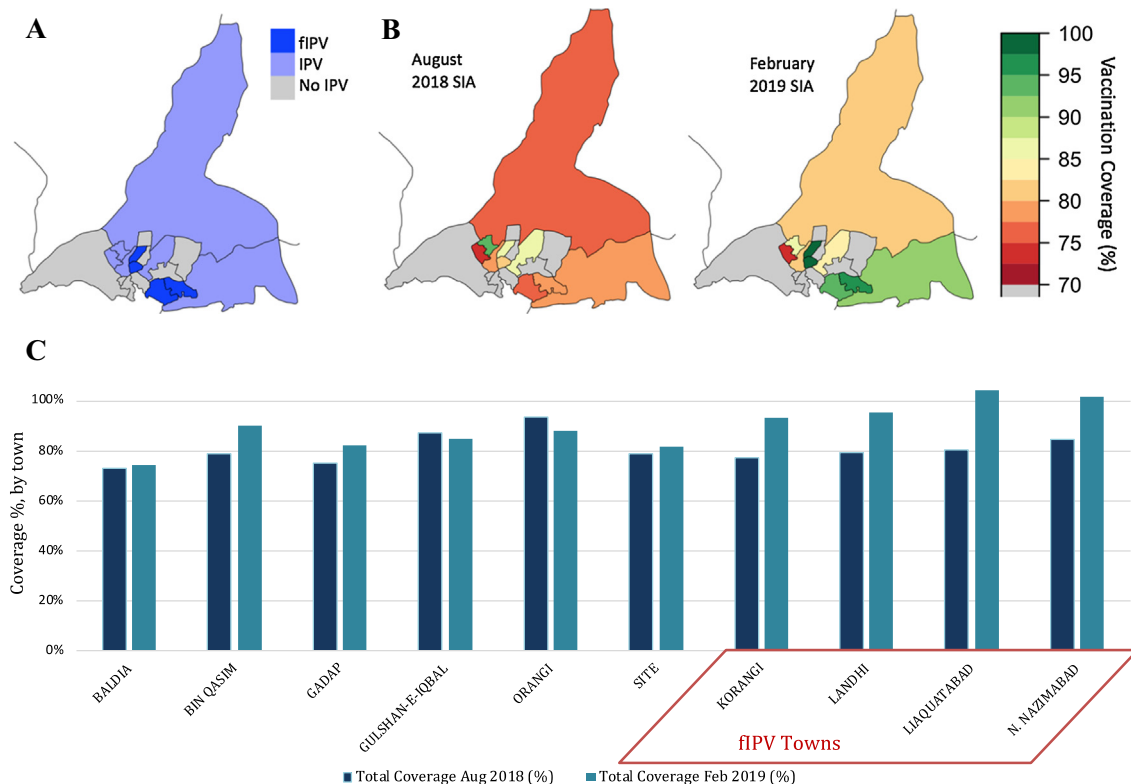 A
fIPV
IPV
No IPV
B
August
2018 SIA
February
2019 SIA
100
95
90
85
80
75
70
Vaccination Coverage (%)
C
Coverage %, by town
100%
80%
60%
40%
20%
0%
BALDIA
BIN QASIM
GADAP
GULSHAN-E-IQBAL
ORANGI
SITE
KORANGI
LANDHI
LIAQUATABAD
N. NAZIMABAD
fIPV Towns
Total Coverage Aug 2018 (%)
Total Coverage Feb 2019 (%)